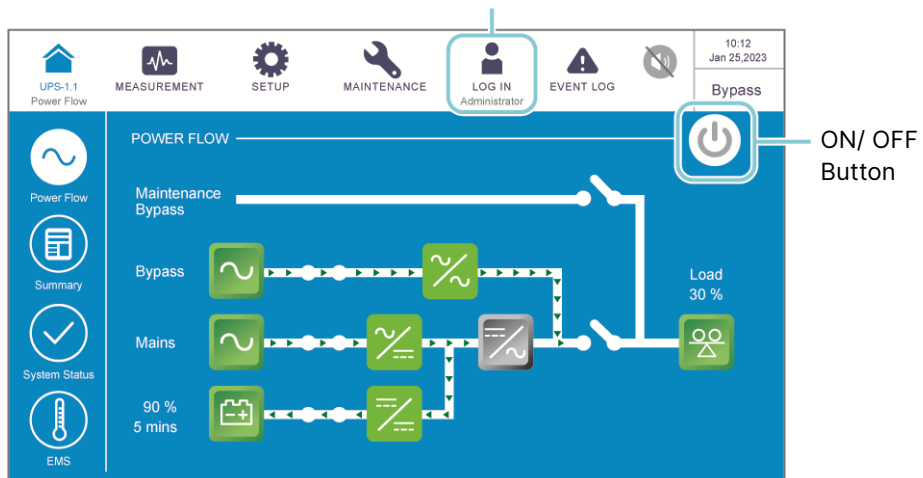 10:12
Jan 25,2023
UPS-1.1
Power Flow
MEASUREMENT
SETUP
MAINTENANCE
LOG IN
Administrator
EVENT LOG
Bypass
POWER FLOW
ON/ OFF
Button
Power Flow
Maintenance
Bypass
Summary
Bypass
Load
30 %
System Status
Mains
90 %
5 mins
EMS